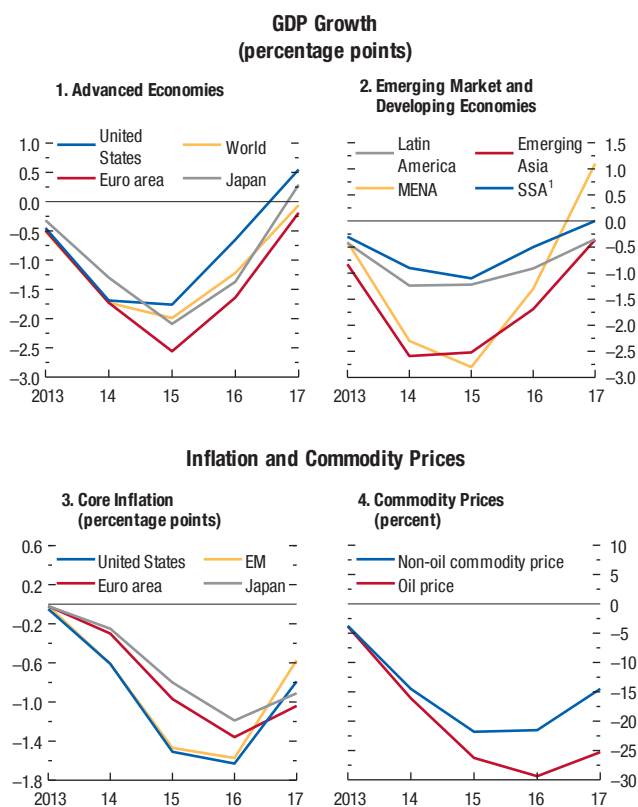 GDP Growth
(percentage points)
1. Advanced Economies
United States
World
Euro area
Japan
1.0
0.5
0.0
–0.5
–1.0
–1.5
–2.0
–2.5
–3.0
2013 14 15 16 17
2. Emerging Market and
Developing Economies
Latin America
Emerging Asia
MENA
SSA¹
1.5
1.0
0.5
0.0
–0.5
–1.0
–1.5
–2.0
–2.5
–3.0
2013 14 15 16 17
Inflation and Commodity Prices
3. Core Inflation
(percentage points)
United States
EM
Euro area
Japan
0.6
0.2
–0.2
–0.6
–1.0
–1.4
–1.8
2013 14 15 16 17
4. Commodity Prices
(percent)
Non-oil commodity price
Oil price
10
5
0
–5
–10
–15
–20
–25
–30
2013 14 15 16 17